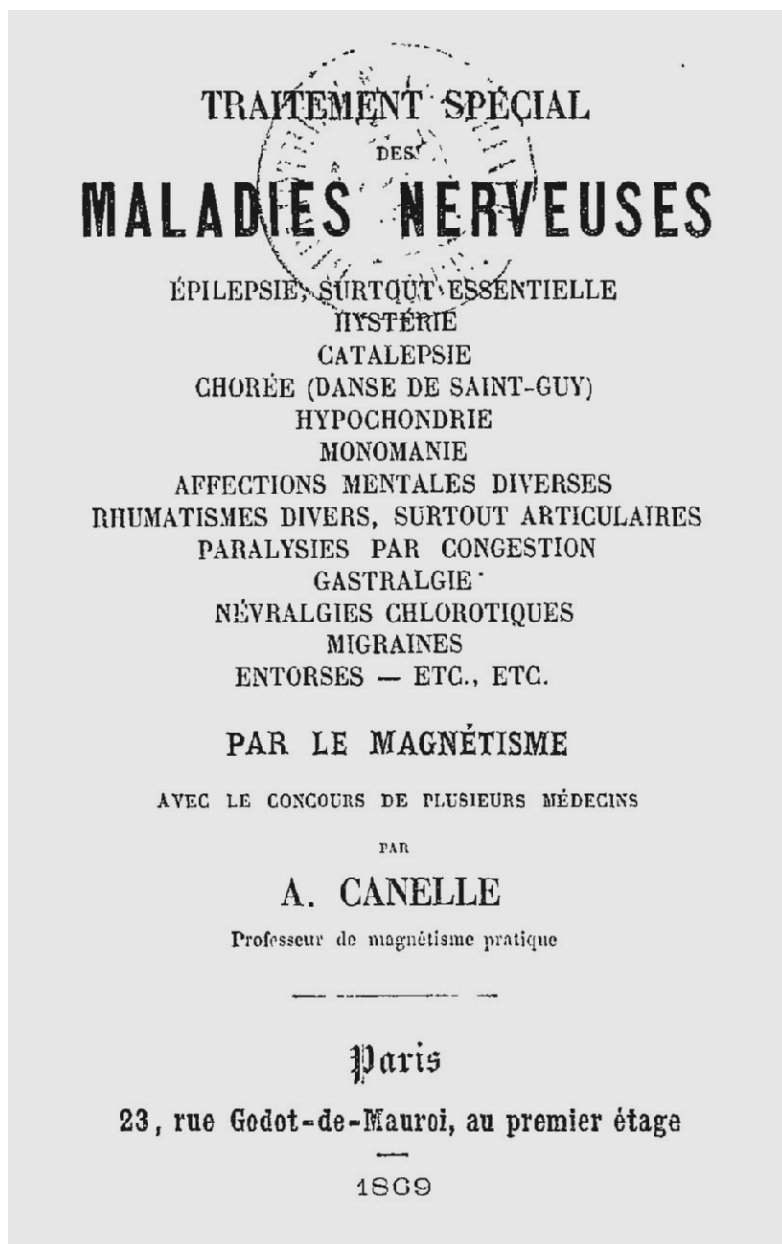 TRAITEMENT SPÉCIAL
DES
MALADIES NERVEUSES
ÉPILEPSIE, SURTOUT ESSENTIELLE
HYSTÉRIE
CATALEPSIE
CHORÉE (DANSE DE SAINT-GUY)
HYPOCHONDRIE
MONOMANIE
AFFECTIONS MENTALES DIVERSES
RHUMATISMES DIVERS, SURTOUT ARTICULAIRES
PARALYSIES PAR CONGESTION
GASTRALGIE
NÉVRALGIES CHLOROTIQUES
MIGRAINES
ENTORSES — ETC., ETC.
PAR LE MAGNÉTISME
AVEC LE CONCOURS DE PLUSIEURS MÉDECINS
PAR
A. CANELLE
Professeur de magnétisme pratique
Paris
23, rue Godot-de-Mauroi, au premier étage
1869